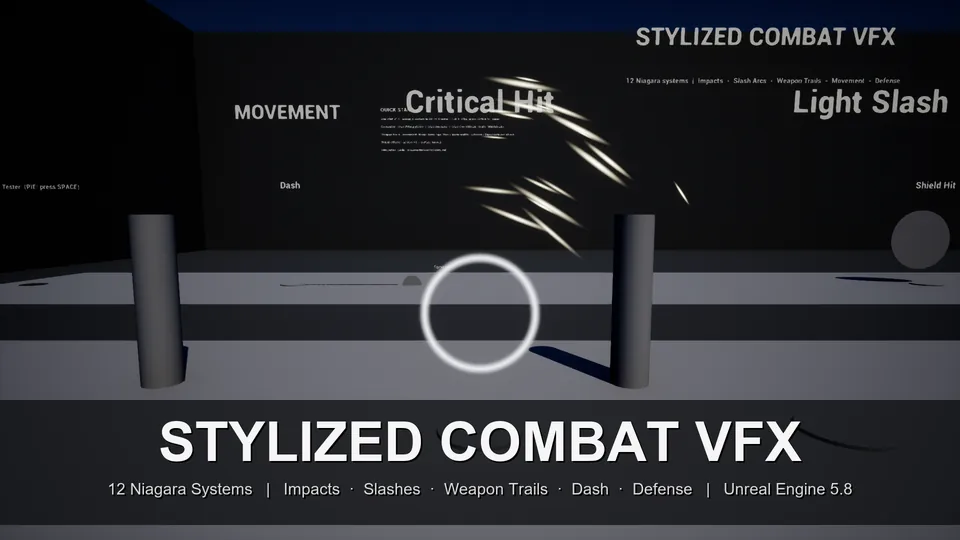 STYLIZED COMBAT VFX
12 Niagara systems | Impacts · Slash Arcs · Weapon Trails · Movement · Defense
Critical Hit
Light Slash
MOVEMENT
Tester (PIE: press SPACE)
Dash
Shield Hit
STYLIZED COMBAT VFX
12 Niagara Systems | Impacts · Slashes · Weapon Trails · Dash · Defense | Unreal Engine 5.8